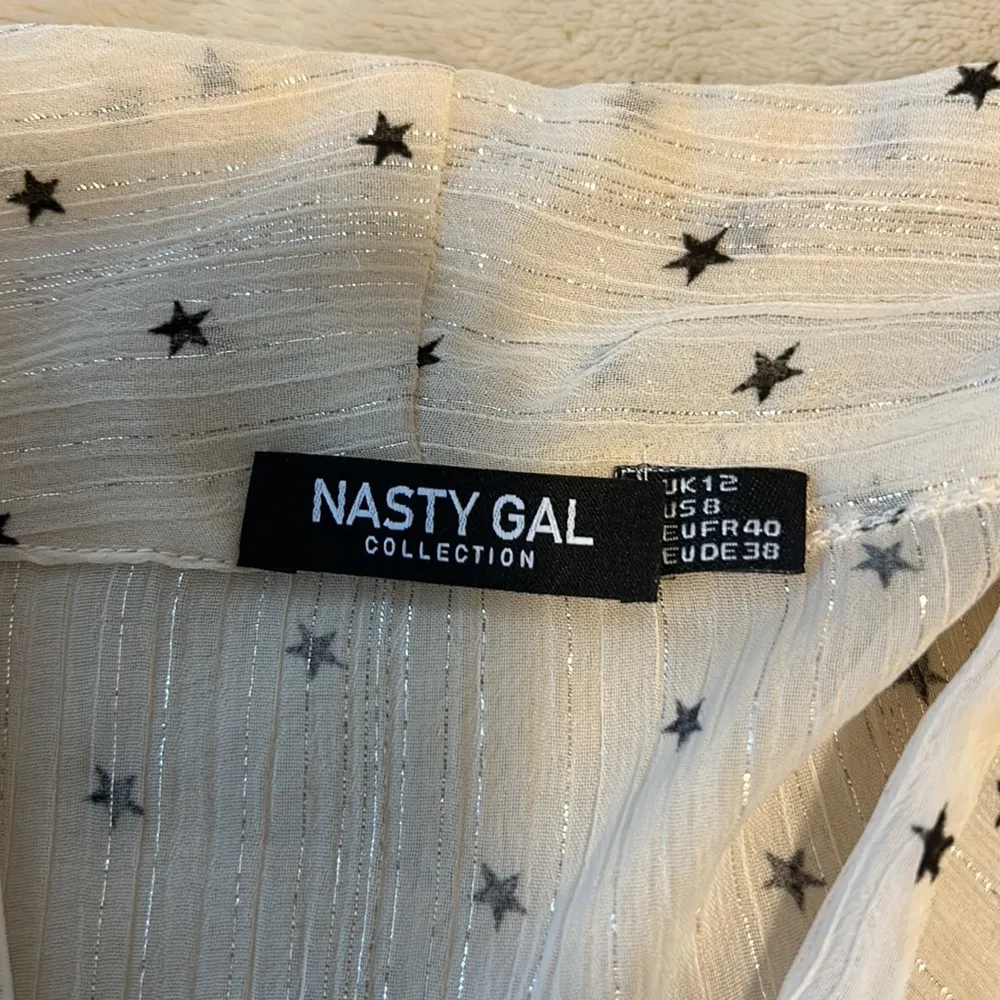 NASTY GAL
COLLECTION
UK12
US8
EUFR40
EUDE38